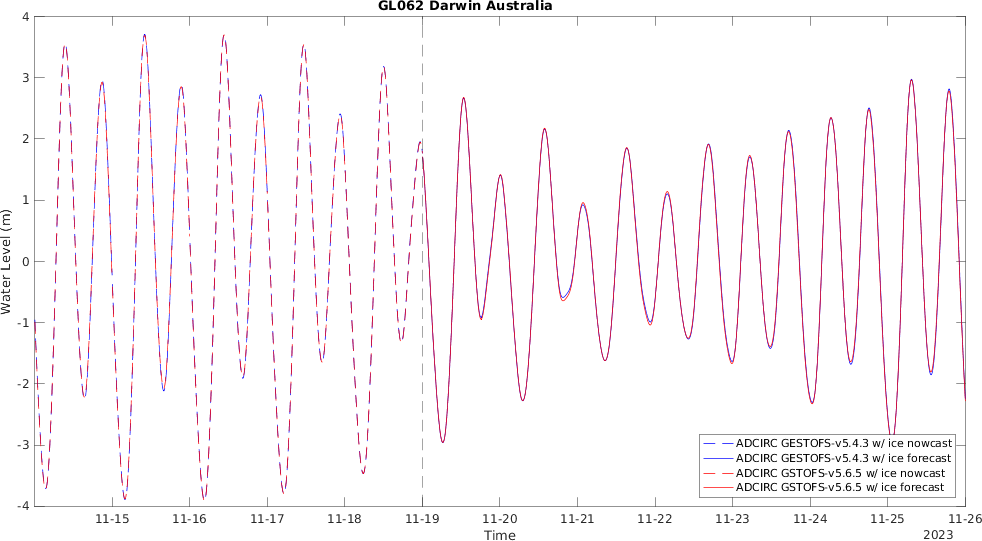 GL062 Darwin Australia
4
3
2
1
0
-1
-2
-3
-4
Water Level (m)
11-15 11-16 11-17 11-18 11-19 11-20 11-21 11-22 11-23 11-24 11-25 11-26
Time
2023
ADCIRC GESTOFS-v5.4.3 w/ ice nowcast
ADCIRC GESTOFS-v5.4.3 w/ ice forecast
ADCIRC GSTOFS-v5.6.5 w/ ice nowcast
ADCIRC GSTOFS-v5.6.5 w/ ice forecast